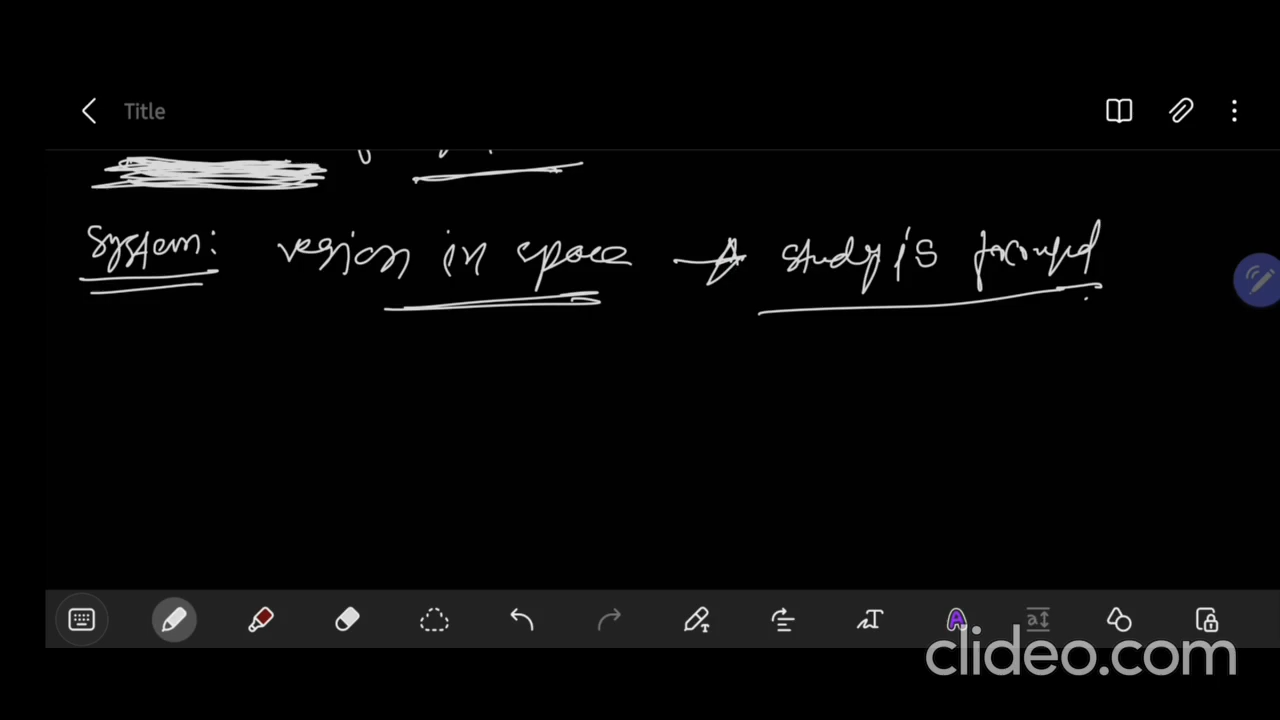 Title
System: region in space → study is focused
A
clideo.com